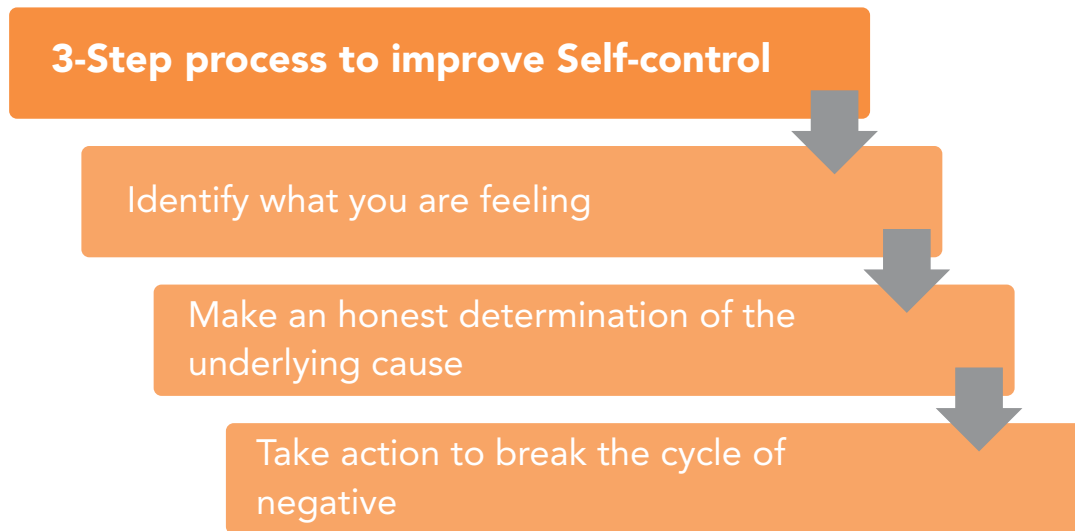 3-Step process to improve Self-control
Identify what you are feeling
Make an honest determination of the
underlying cause
Take action to break the cycle of
negative